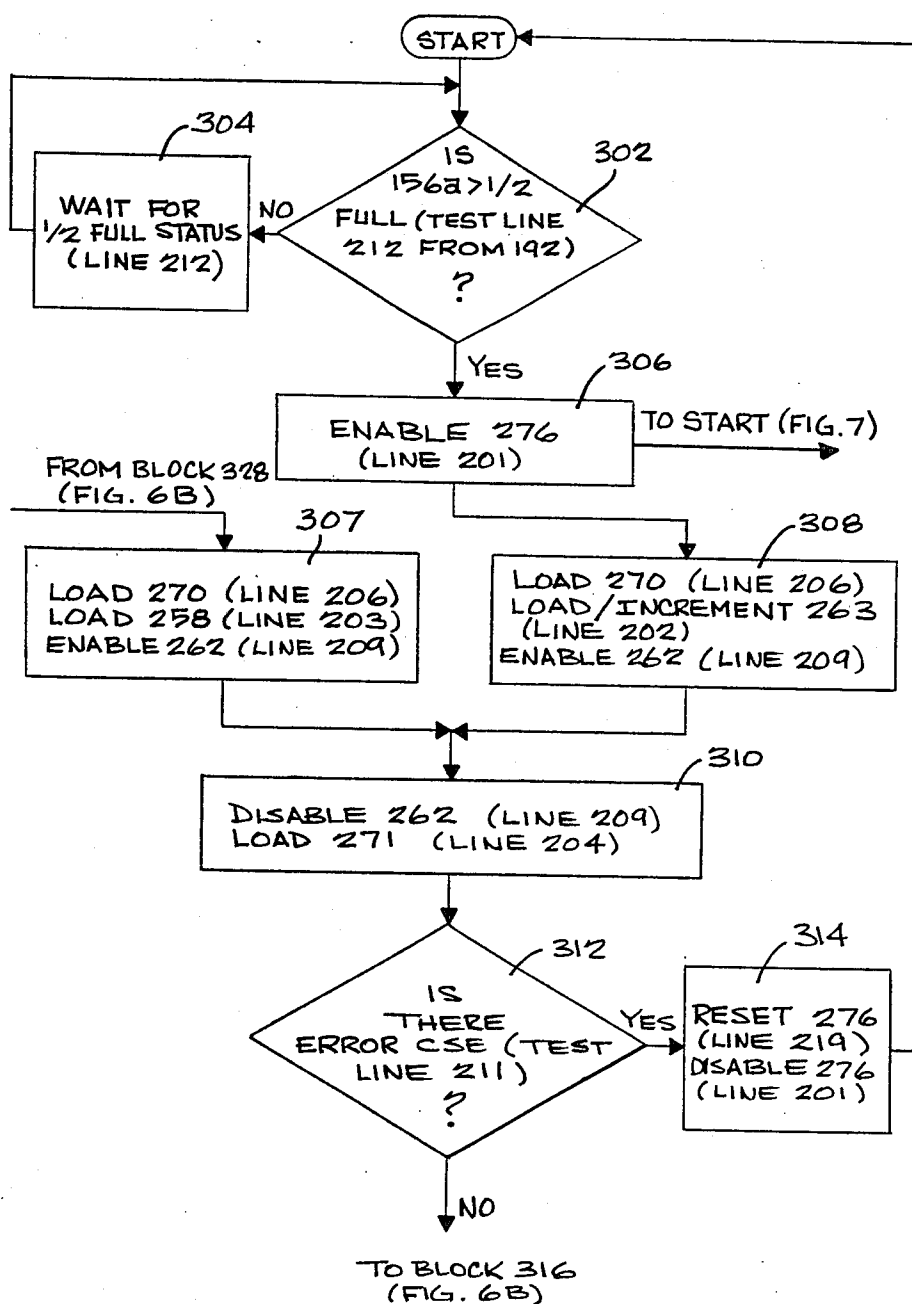 START
304
302
IS
156a>1/2
FULL (TEST LINE
212 FROM 192)
?
NO
WAIT FOR
1/2 FULL STATUS
(LINE 212)
YES
306
ENABLE 276
(LINE 201)
TO START (FIG.7)
FROM BLOCK 328
(FIG. 6B)
307
LOAD 270 (LINE 206)
LOAD 258 (LINE 203)
ENABLE 262 (LINE 209)
308
LOAD 270 (LINE 206)
LOAD/INCREMENT 263
(LINE 202)
ENABLE 262 (LINE 209)
310
DISABLE 262 (LINE 209)
LOAD 271 (LINE 204)
312
IS
THERE
ERROR CSE (TEST
LINE 211)
?
YES
314
RESET 276
(LINE 219)
DISABLE 276
(LINE 201)
NO
TO BLOCK 316
(FIG. 6B)